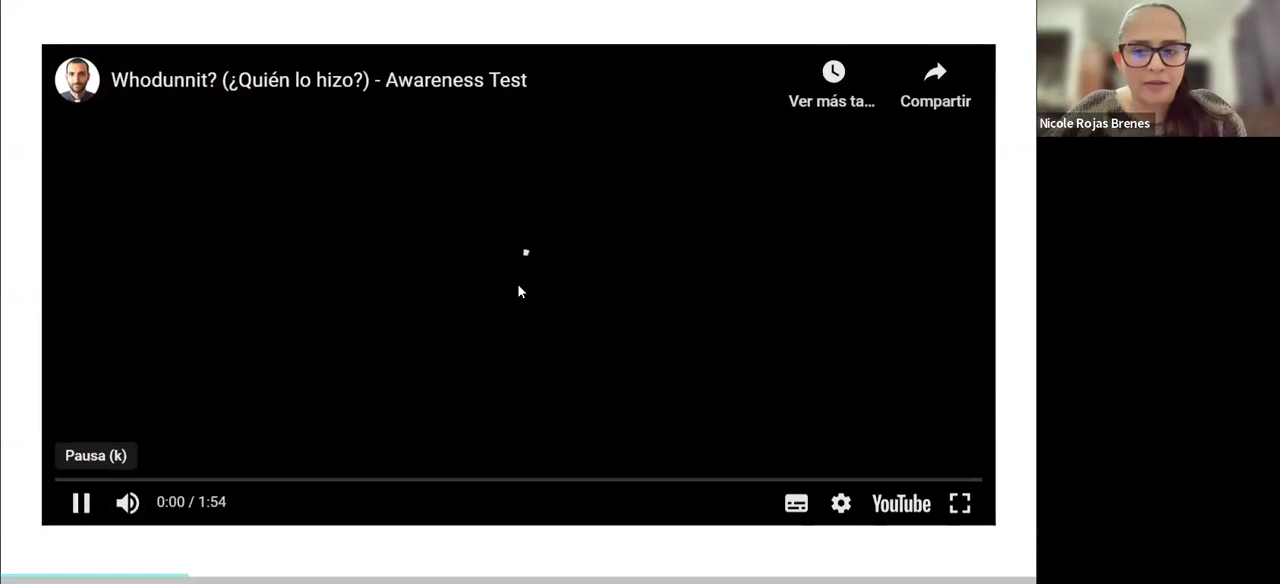 Whodunnit? (¿Quién lo hizo?) - Awareness Test
Ver más ta...
Compartir
Nicole Rojas Brenes
Pausa (k)
0:00 / 1:54
YouTube